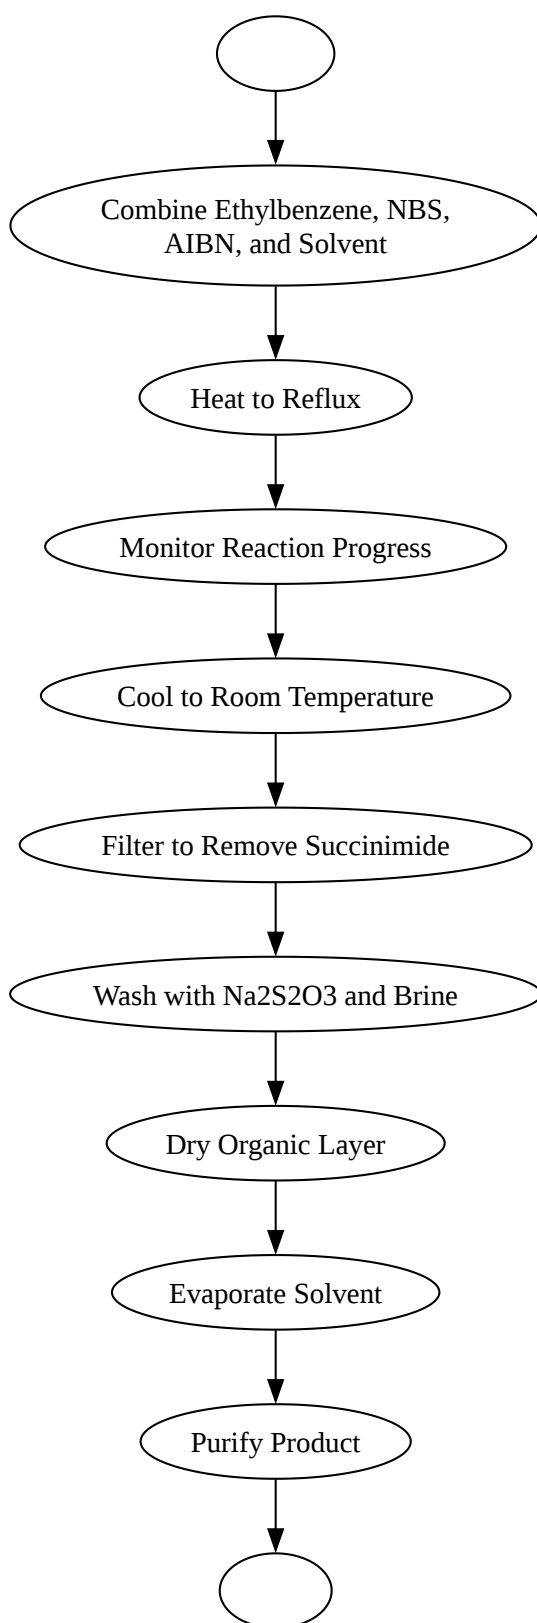 Combine Ethylbenzene, NBS,
AIBN, and Solvent
Heat to Reflux
Monitor Reaction Progress
Cool to Room Temperature
Filter to Remove Succinimide
Wash with Na2S2O3 and Brine
Dry Organic Layer
Evaporate Solvent
Purify Product